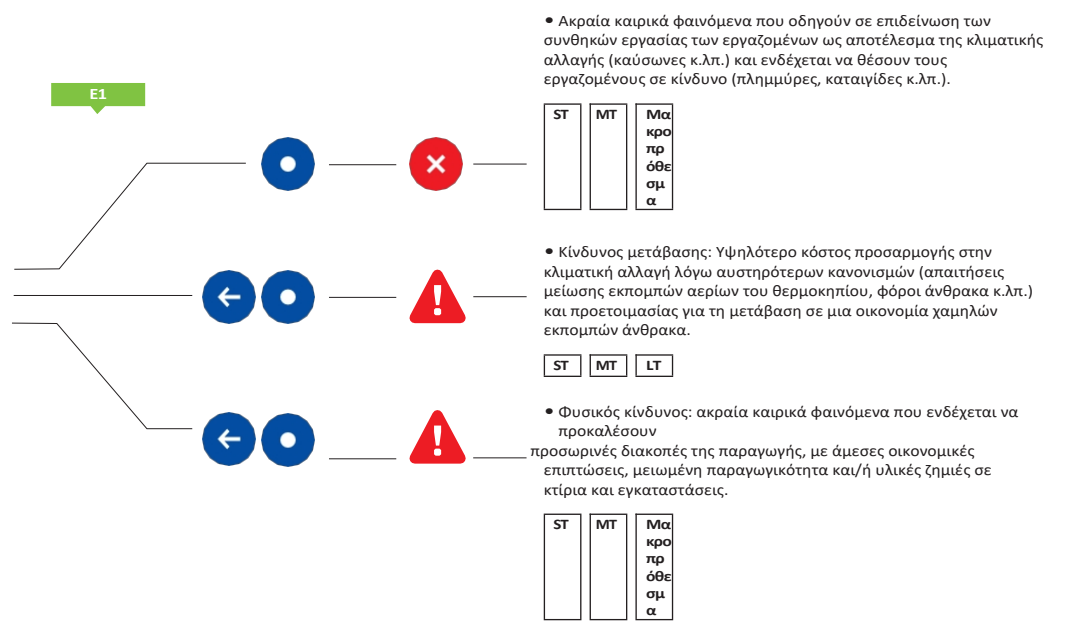 • Ακραία καιρικά φαινόμενα που οδηγούν σε επιδείνωση των
συνθηκών εργασίας των εργαζομένων ως αποτέλεσμα της κλιματικής
αλλαγής (καύσωνες κ.λπ.) και ενδέχεται να θέσουν τους
εργαζομένους σε κίνδυνο (πλημμύρες, καταιγίδες κ.λπ.).
E1
ST MT Μα
κρο
πρ
όθε
σμ
α
• Κίνδυνος μετάβασης: Υψηλότερο κόστος προσαρμογής στην
κλιματική αλλαγή λόγω αυστηρότερων κανονισμών (απαιτήσεις
μείωσης εκπομπών αερίων του θερμοκηπίου, φόροι άνθρακα κ.λπ.)
και προετοιμασίας για τη μετάβαση σε μια οικονομία χαμηλών
εκπομπών άνθρακα.
ST MT LT
• Φυσικός κίνδυνος: ακραία καιρικά φαινόμενα που ενδέχεται να
προκαλέσουν
προσωρινές διακοπές της παραγωγής, με άμεσες οικονομικές
επιπτώσεις, μειωμένη παραγωγικότητα και/ή υλικές ζημιές σε
κτίρια και εγκαταστάσεις.
ST MT Μα
κρο
πρ
όθε
σμ
α